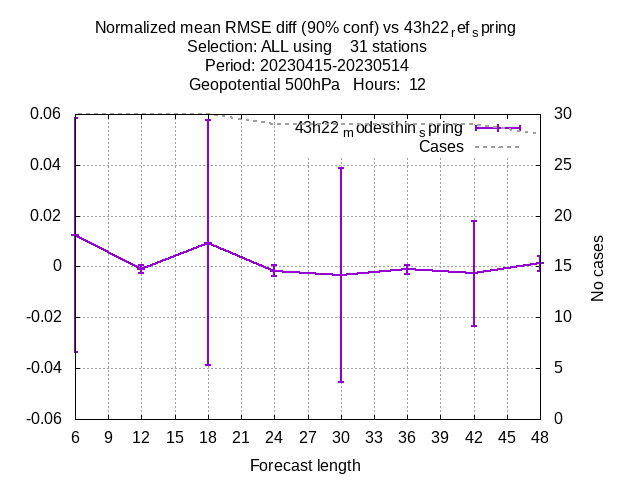 Normalized mean RMSE diff (90% conf) vs 43h22refspring
Selection: ALL using 31 stations
Period: 20230415-20230514
Geopotential 500hPa Hours: 12
43h22modesthinspring
Cases
0.06
0.04
0.02
0
-0.02
-0.04
-0.06
30
25
20
15
10
5
0
No cases
6 9 12 15 18 21 24 27 30 33 36 39 42 45 48
Forecast length